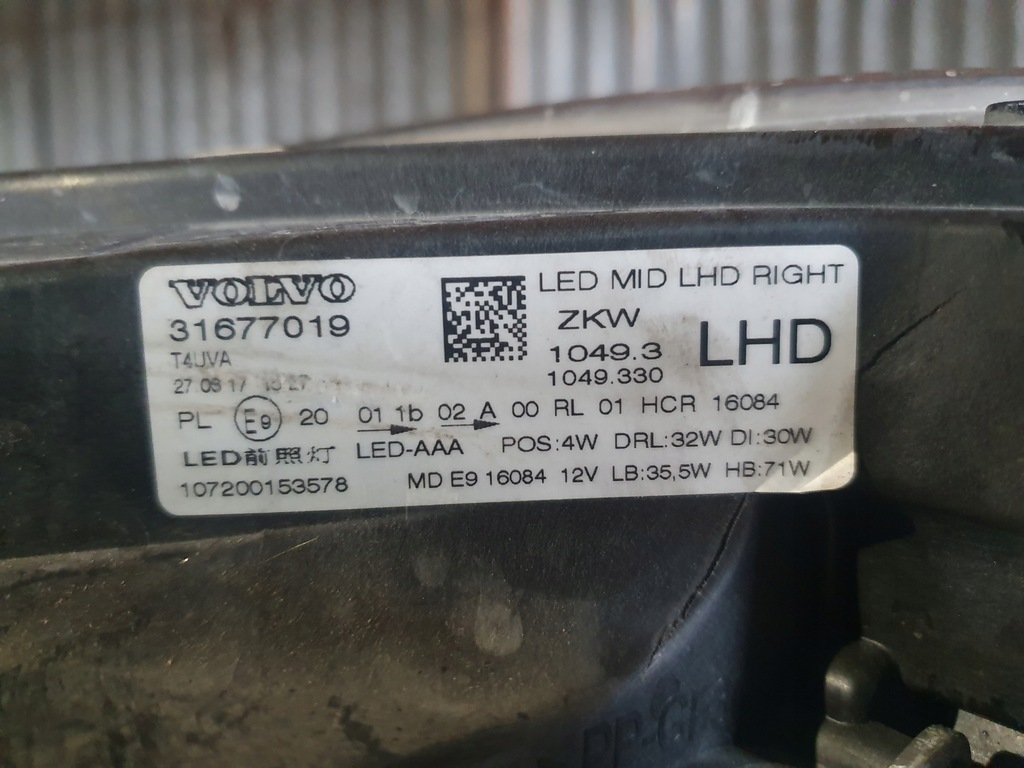 VOLVO
31677019
T4UVA
27 17
LED MID LHD RIGHT
ZKW
1049.3
1049.330
LHD
PL E9 20 01 1b 02 A 00 RL 01 HCR 16084
LED前照灯 LED-AAA POS:4W DRL:32W DI:30W
107200153578 MD E9 16084 12V LB:35,5W HB:71W